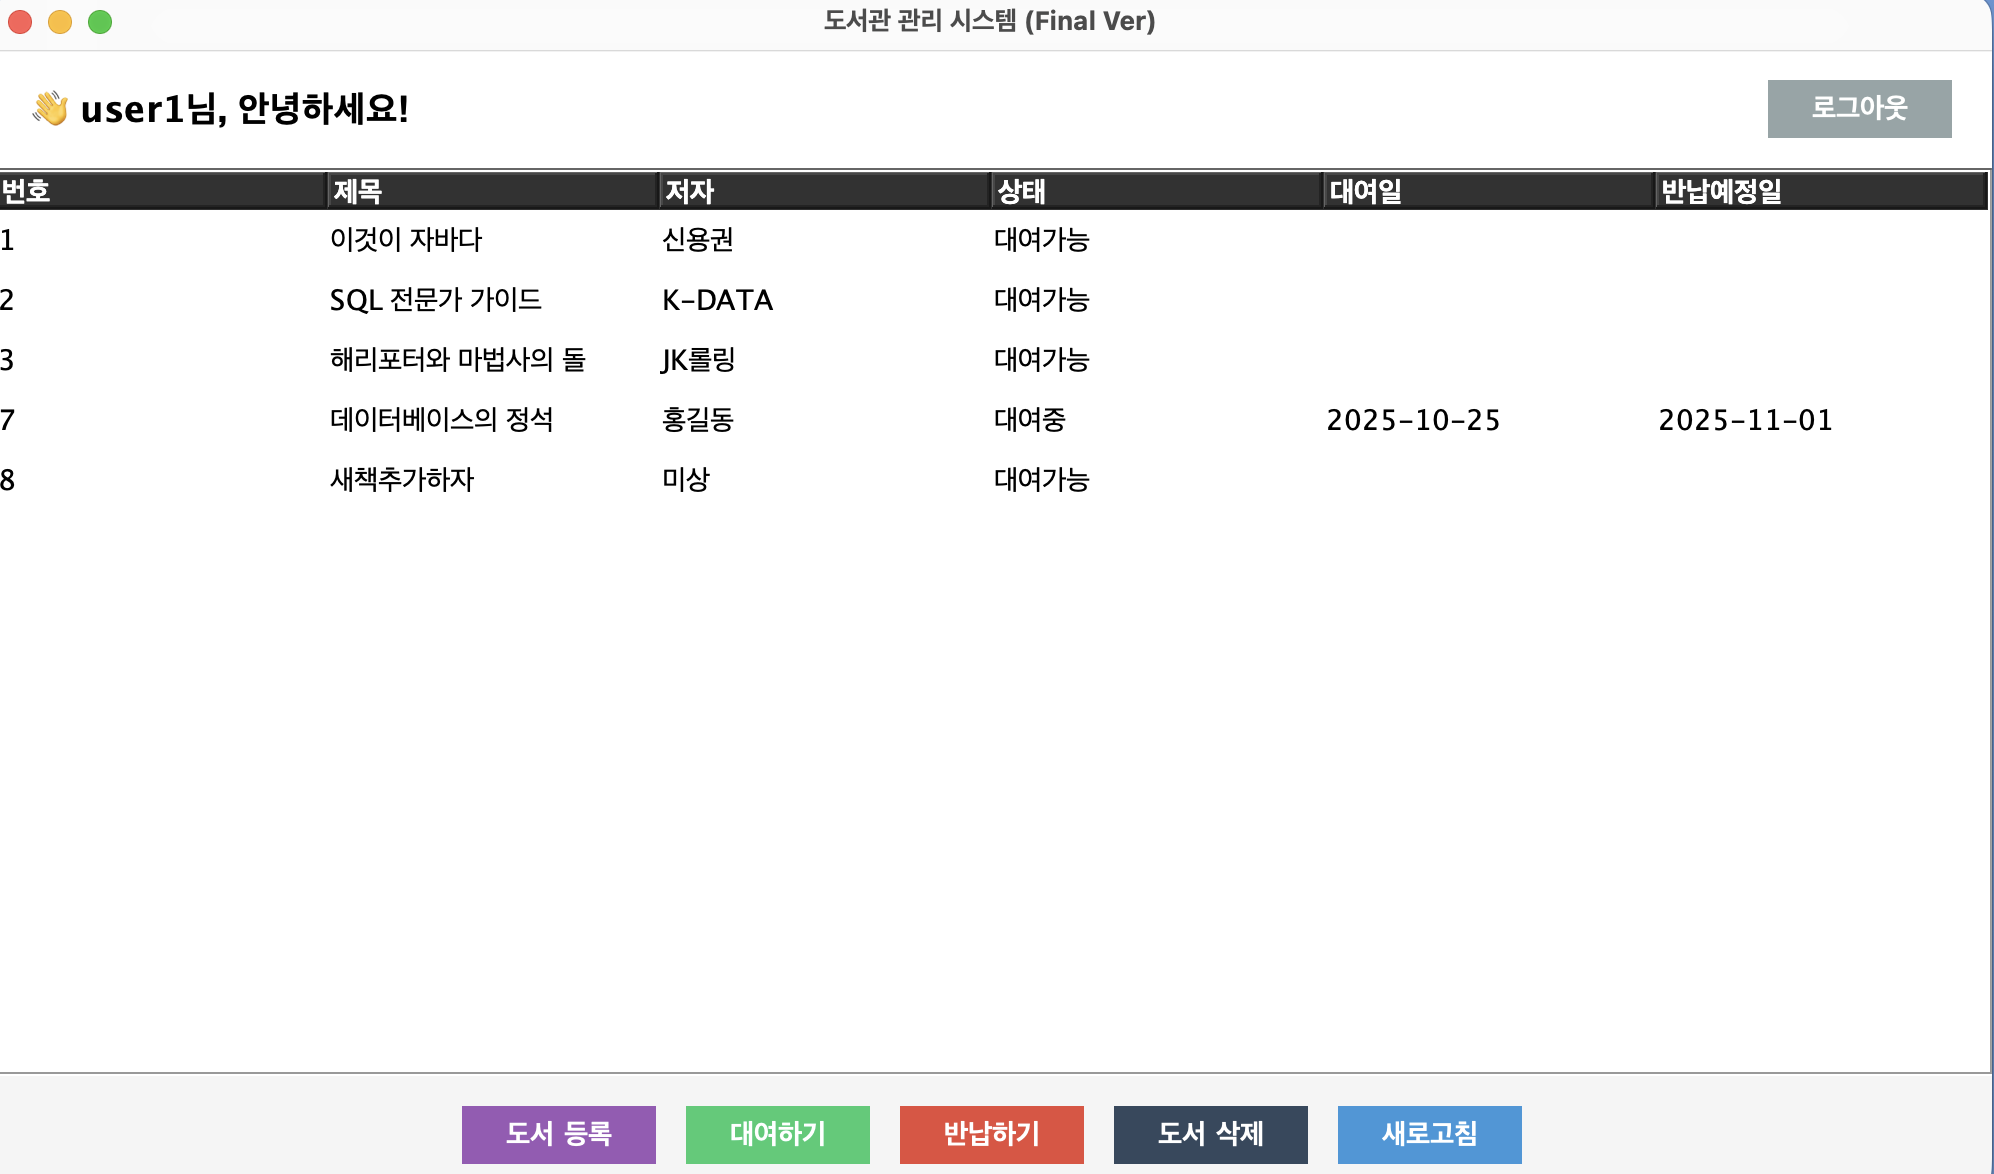 도서관 관리 시스템 (Final Ver)
👋 user1님, 안녕하세요!
로그아웃
번호 제목 저자 상태 대여일 반납예정일
1 이것이 자바다 신용권 대여가능
2 SQL 전문가 가이드 K-DATA 대여가능
3 해리포터와 마법사의 돌 JK롤링 대여가능
7 데이터베이스의 정석 홍길동 대여중 2025-10-25 2025-11-01
8 새책추가하자 미상 대여가능
도서 등록 대여하기 반납하기 도서 삭제 새로고침